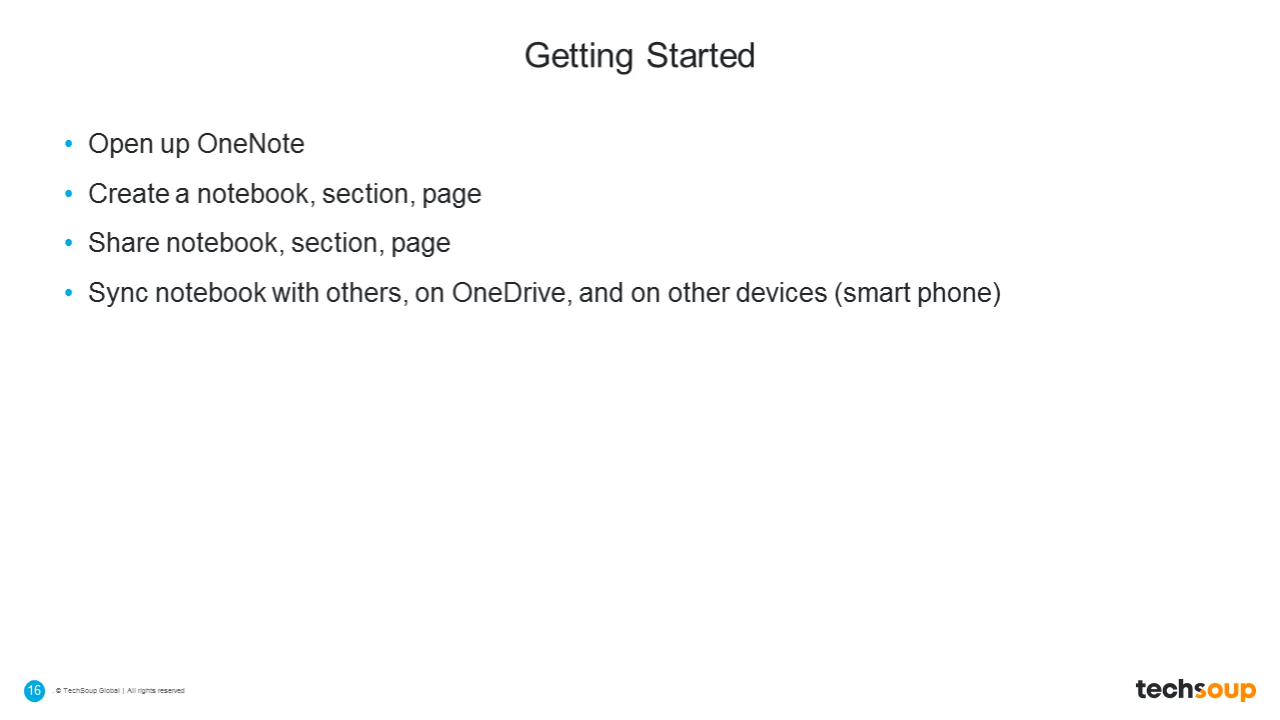 Getting Started
• Open up OneNote
• Create a notebook, section, page
• Share notebook, section, page
• Sync notebook with others, on OneDrive, and on other devices (smart phone)
16 . © TechSoup Global | All rights reserved
techsoup